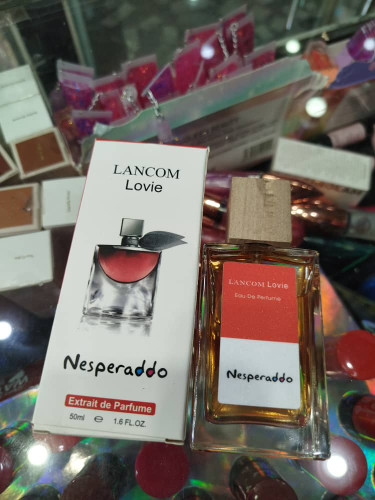 LANCOM
Lovie
Nesperaddo
Extrait de Parfume
50ml ℮ 1.6 FL.OZ.
LANCOM Lovie
Eau De Parfume
Nesperaddo